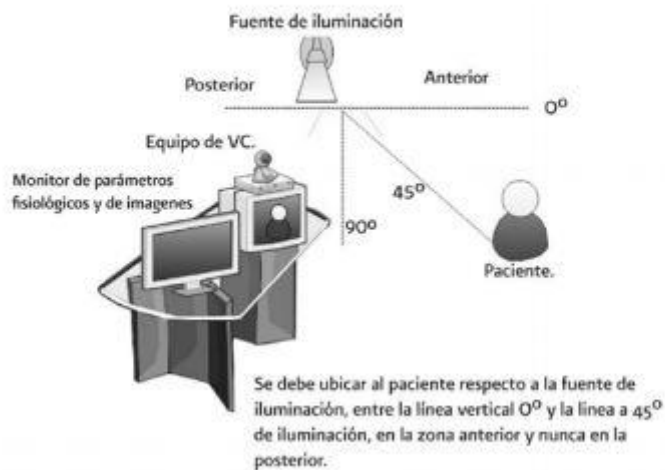 Fuente de iluminación
Posterior
Anterior
0º
Equipo de VC.
Monitor de parámetros
fisiológicos y de imagenes
45º
90º
Paciente.
Se debe ubicar al paciente respecto a la fuente de
iluminación, entre la línea vertical 0º y la linea a 45º
de iluminación, en la zona anterior y nunca en la
posterior.